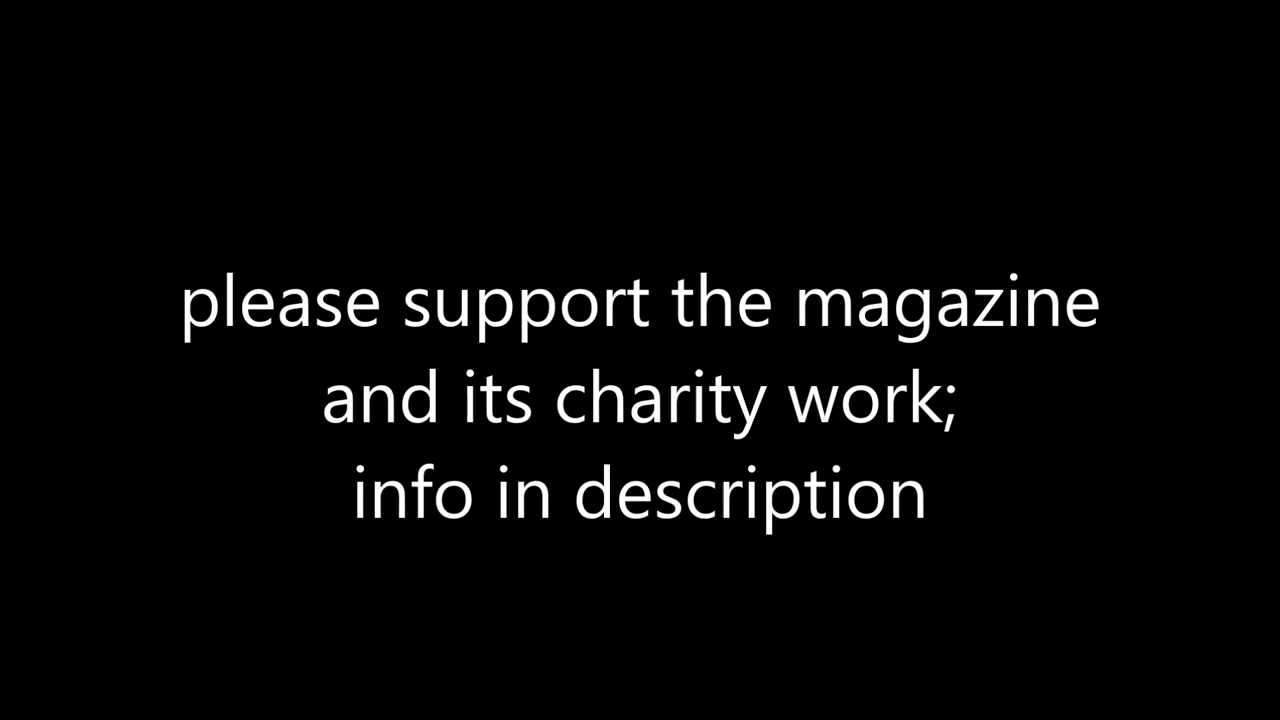 please support the magazine
and its charity work;
info in description